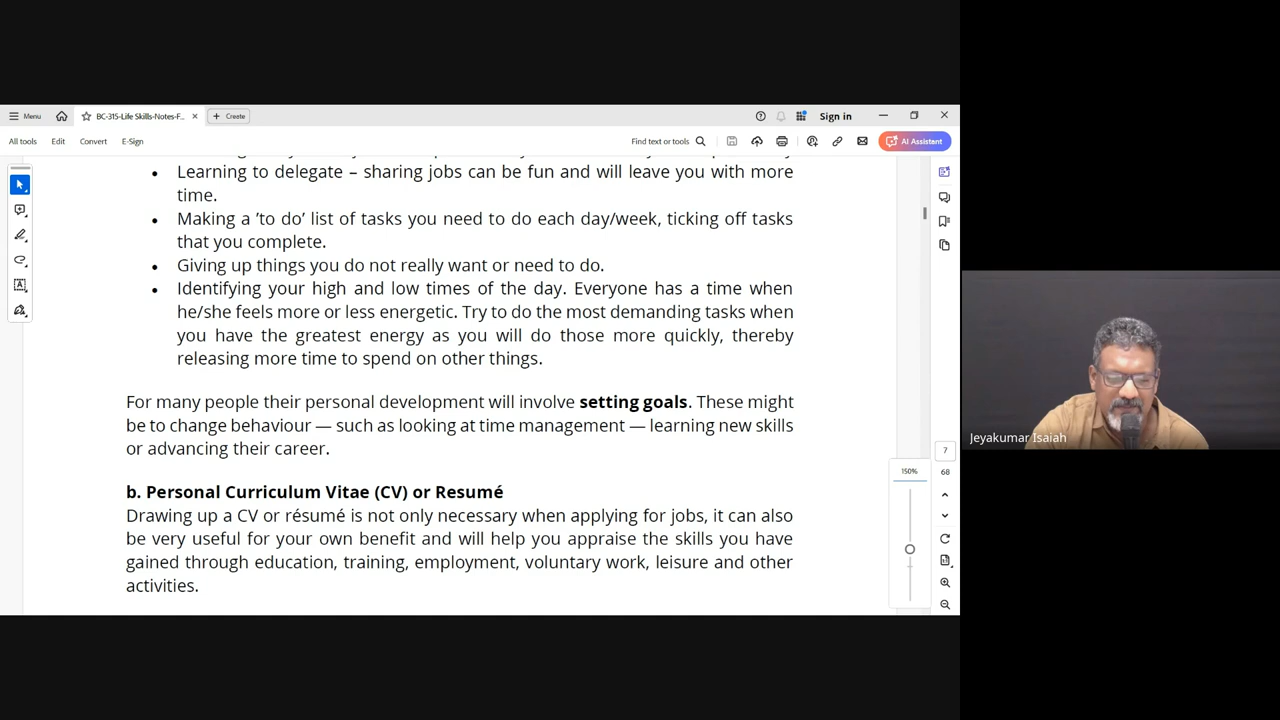 Menu
BC-315-Life Skills-Notes-F...
Create
Sign in
All tools
Edit
Convert
E-Sign
Find text or tools
AI Assistant
• Learning to delegate – sharing jobs can be fun and will leave you with more
time.
• Making a 'to do' list of tasks you need to do each day/week, ticking off tasks
that you complete.
• Giving up things you do not really want or need to do.
• Identifying your high and low times of the day. Everyone has a time when
he/she feels more or less energetic. Try to do the most demanding tasks when
you have the greatest energy as you will do those more quickly, thereby
releasing more time to spend on other things.
For many people their personal development will involve setting goals. These might
be to change behaviour — such as looking at time management — learning new skills
or advancing their career.
b. Personal Curriculum Vitae (CV) or Resumé
Drawing up a CV or résumé is not only necessary when applying for jobs, it can also
be very useful for your own benefit and will help you appraise the skills you have
gained through education, training, employment, voluntary work, leisure and other
activities.
7
150%
68
Jeyakumar Isaiah